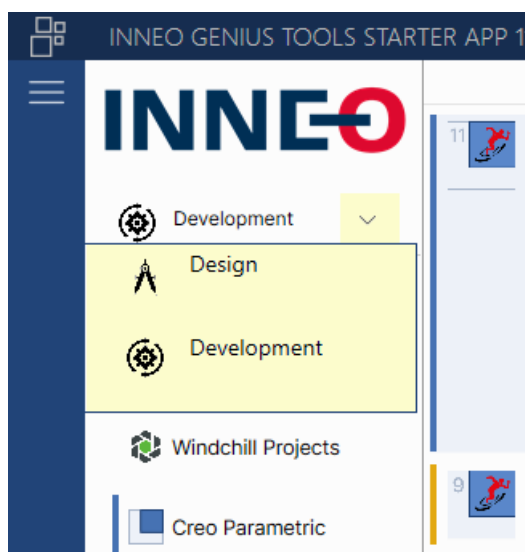 INNEO GENIUS TOOLS STARTER APP 1
INNEO
11
Development
Design
Development
Windchill Projects
9
Creo Parametric